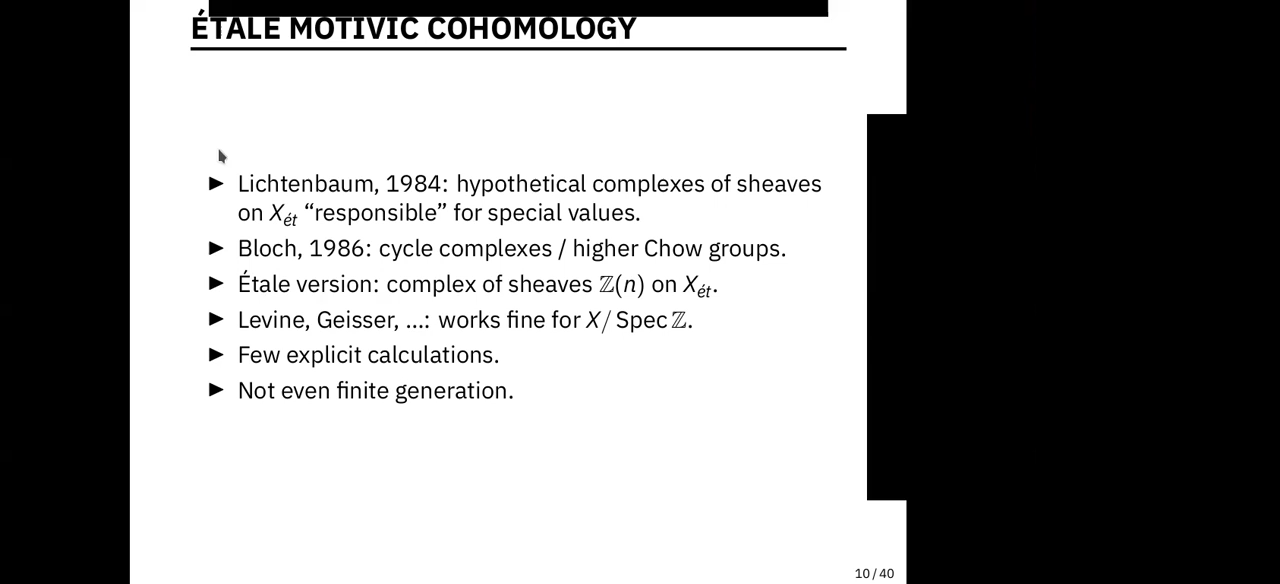 ÉTALE MOTIVIC COHOMOLOGY
► Lichtenbaum, 1984: hypothetical complexes of sheaves
on Xét “responsible” for special values.
► Bloch, 1986: cycle complexes / higher Chow groups.
► Étale version: complex of sheaves ℤ(n) on Xét.
► Levine, Geisser, ...: works fine for X/ Spec ℤ.
► Few explicit calculations.
► Not even finite generation.
10 / 40